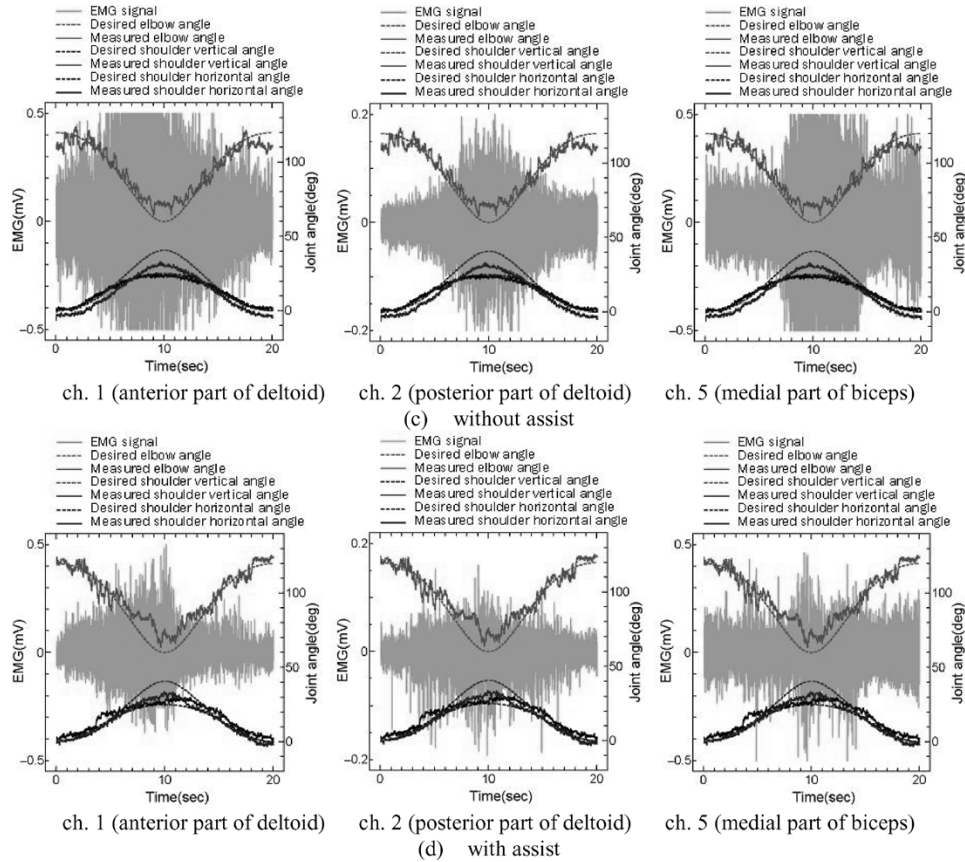 EMG signal
Desired elbow angle
Measured elbow angle
Desired shoulder vertical angle
Measured shoulder vertical angle
Desired shoulder horizontal angle
Measured shoulder horizontal angle
0.5
0
−0.5
EMG(mV)
100
50
0
Joint angle(deg)
0 10 20
Time(sec)
ch. 1 (anterior part of deltoid)
EMG signal
Desired elbow angle
Measured elbow angle
Desired shoulder vertical angle
Measured shoulder vertical angle
Desired shoulder horizontal angle
Measured shoulder horizontal angle
0.2
0
−0.2
EMG(mV)
100
50
0
Joint angle(deg)
0 10 20
Time(sec)
ch. 2 (posterior part of deltoid)
EMG signal
Desired elbow angle
Measured elbow angle
Desired shoulder vertical angle
Measured shoulder vertical angle
Desired shoulder horizontal angle
Measured shoulder horizontal angle
0.5
0
−0.5
EMG(mV)
100
50
0
Joint angle(deg)
0 10 20
Time(sec)
ch. 5 (medial part of biceps)
(c) without assist
EMG signal
Desired elbow angle
Measured elbow angle
Desired shoulder vertical angle
Measured shoulder vertical angle
Desired shoulder horizontal angle
Measured shoulder horizontal angle
0.5
0
−0.5
EMG(mV)
100
50
0
Joint angle(deg)
0 10 20
Time(sec)
ch. 1 (anterior part of deltoid)
EMG signal
Desired elbow angle
Measured elbow angle
Desired shoulder vertical angle
Measured shoulder vertical angle
Desired shoulder horizontal angle
Measured shoulder horizontal angle
0.2
0
−0.2
EMG(mV)
100
50
0
Joint angle(deg)
0 10 20
Time(sec)
ch. 2 (posterior part of deltoid)
EMG signal
Desired elbow angle
Measured elbow angle
Desired shoulder vertical angle
Measured shoulder vertical angle
Desired shoulder horizontal angle
Measured shoulder horizontal angle
0.5
0
−0.5
EMG(mV)
100
50
0
Joint angle(deg)
0 10 20
Time(sec)
ch. 5 (medial part of biceps)
(d) with assist